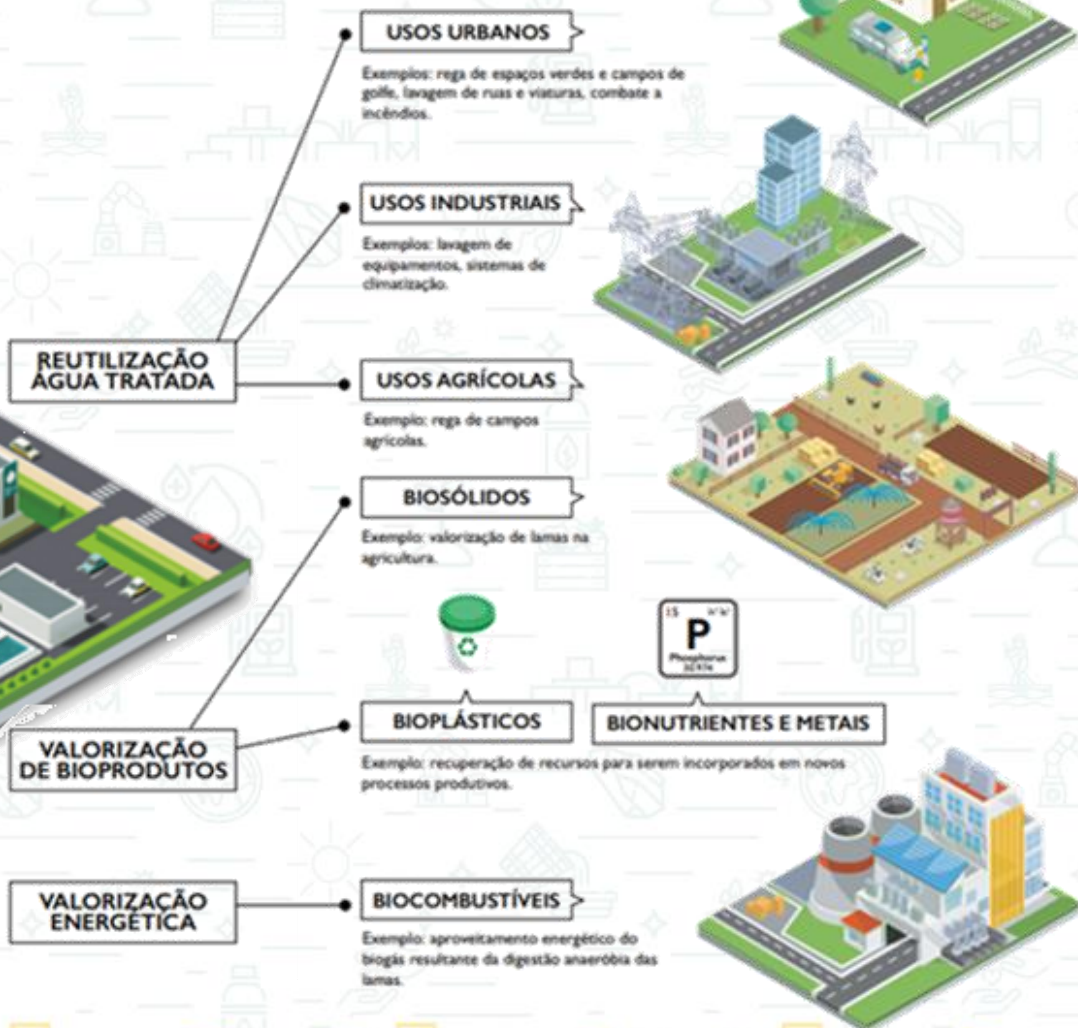 USOS URBANOS
Exemplos: rega de espaços verdes e campos de
golfe, lavagem de ruas e viaturas, combate a
incêndios.
USOS INDUSTRIAIS
Exemplos: lavagem de
equipamentos, sistemas de
climatização.
REUTILIZAÇÃO
ÁGUA TRATADA
USOS AGRÍCOLAS
Exemplo: rega de campos
agrícolas.
BIOSÓLIDOS
Exemplo: valorização de lamas na
agricultura.
15
P
Phosphorus
VALORIZAÇÃO
DE BIOPRODUTOS
BIOPLÁSTICOS
BIONUTRIENTES E METAIS
Exemplo: recuperação de recursos para serem incorporados em novos
processos produtivos.
VALORIZAÇÃO
ENERGÉTICA
BIOCOMBUSTÍVEIS
Exemplo: aproveitamento energético do
biogás resultante da digestão anaeróbia das
lamas.